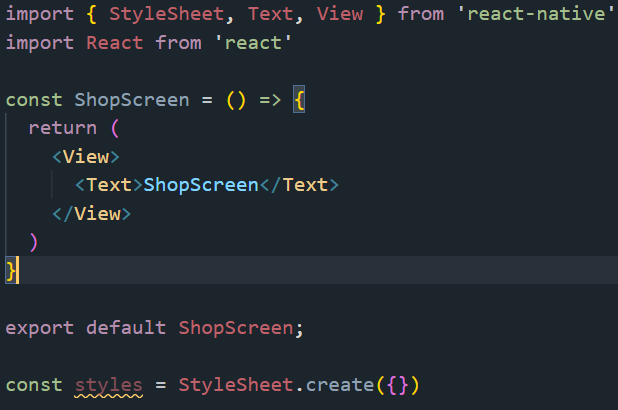 import { StyleSheet, Text, View } from 'react-native'
import React from 'react'
const ShopScreen = () => {
return (
<View>
<Text>ShopScreen</Text>
</View>
)
}
export default ShopScreen;
const styles = StyleSheet.create({})